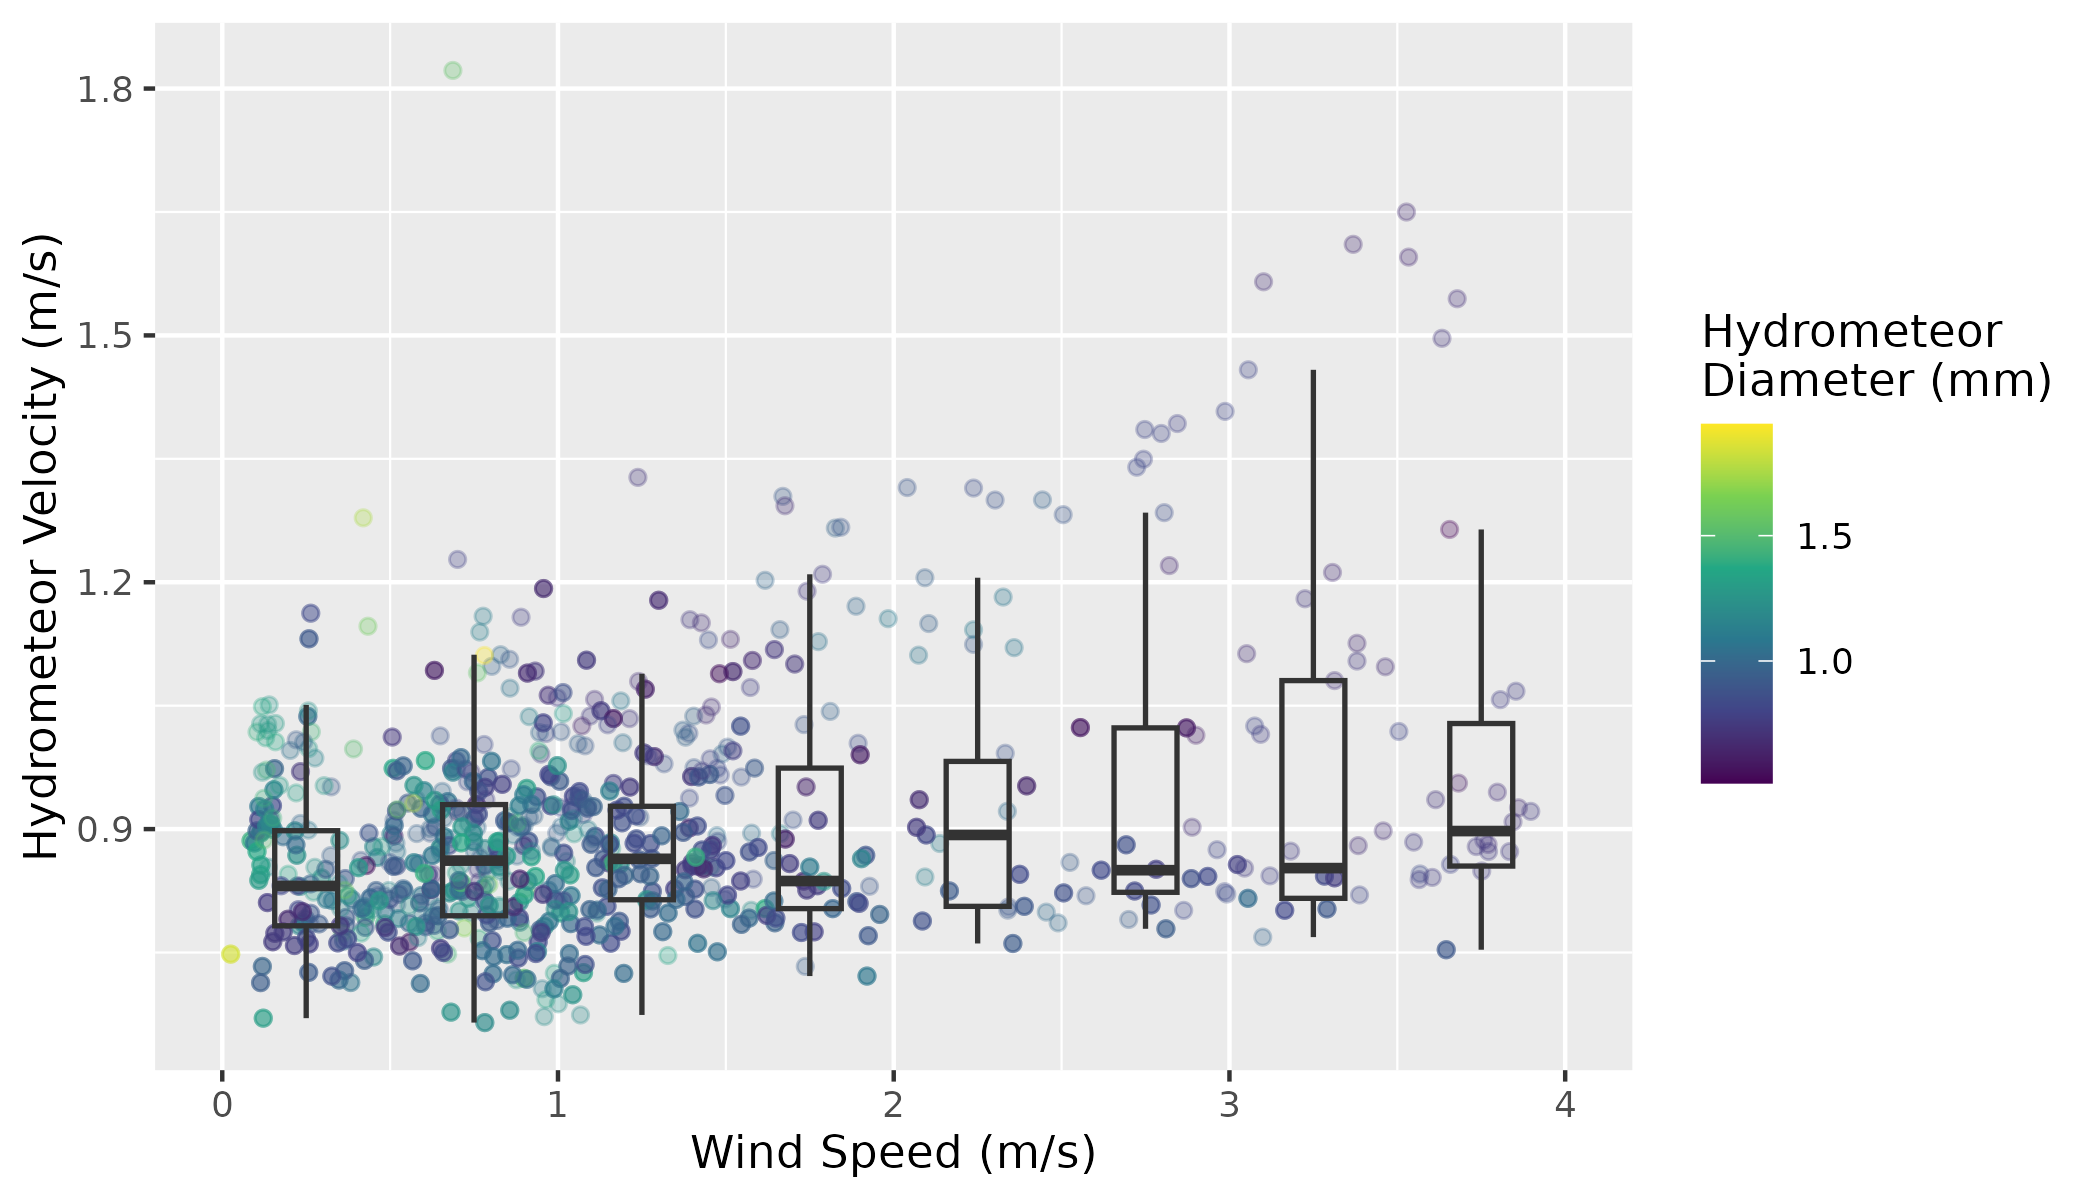 1.8
1.5
1.2
0.9
Hydrometeor Velocity (m/s)
0
1
2
3
4
Wind Speed (m/s)
Hydrometeor
Diameter (mm)
1.5
1.0